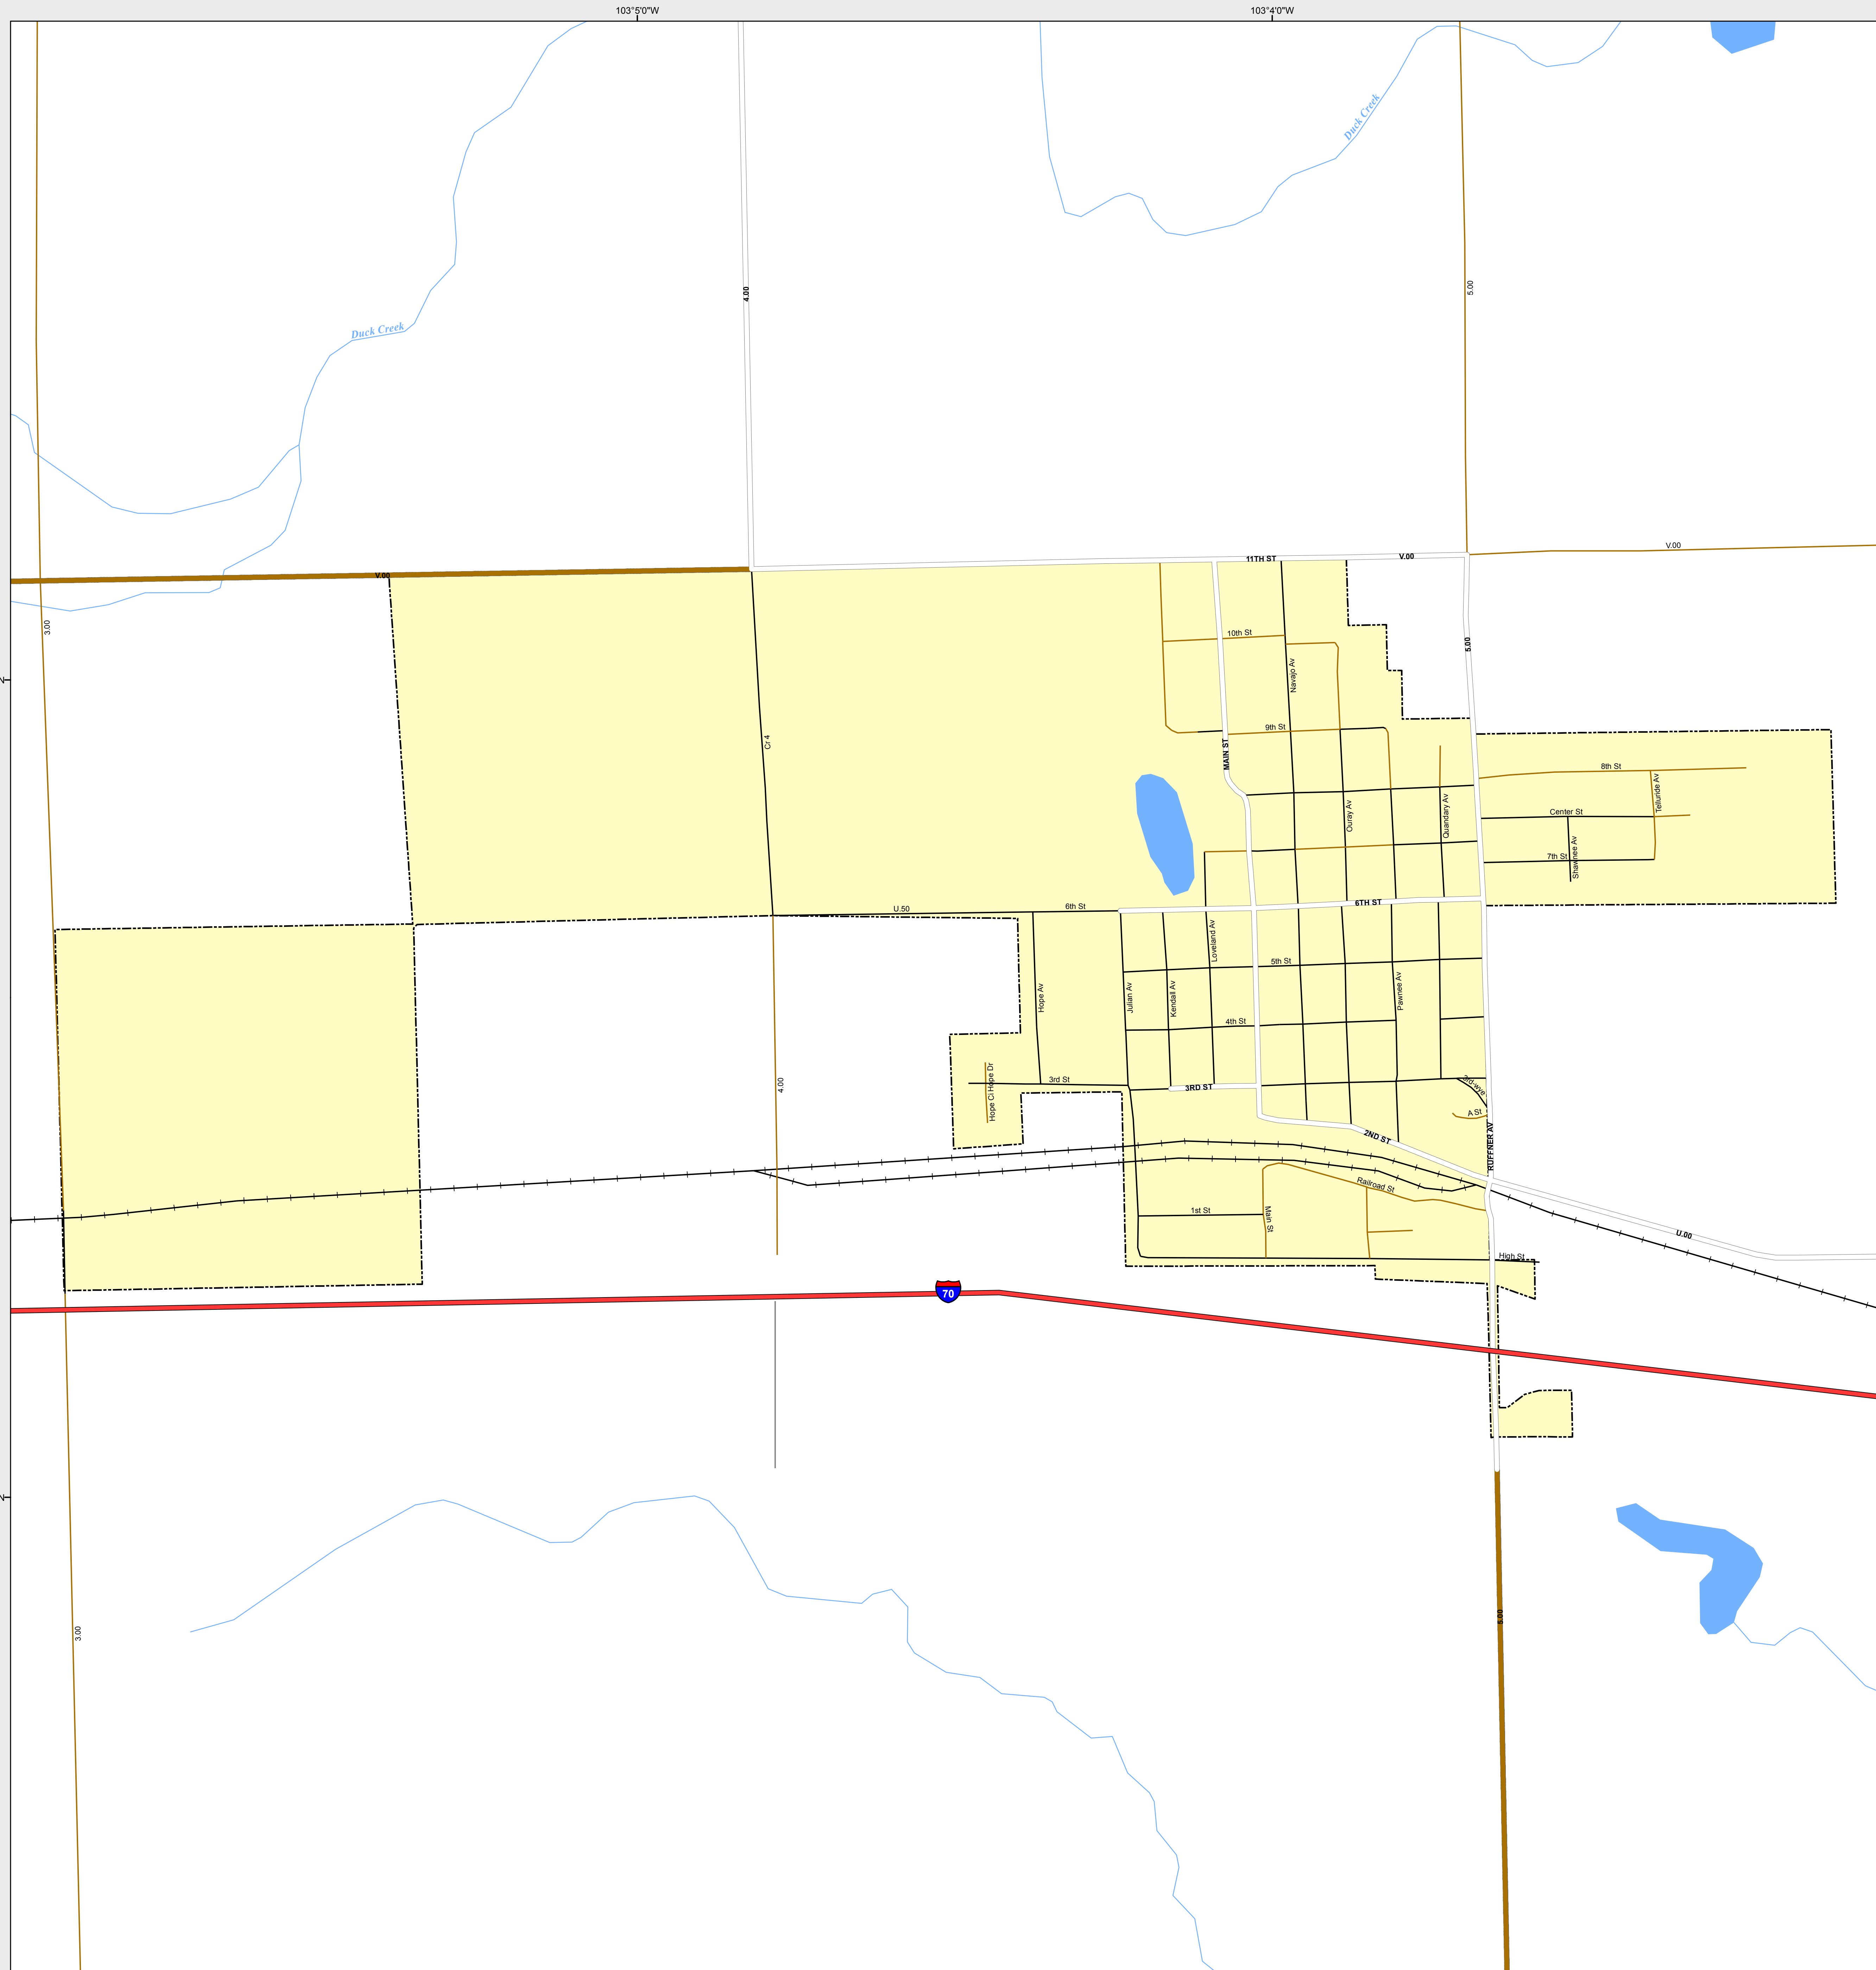 103°5'0"W
103°4'0"W
Duck Creek
4.00
5.00
Duck Creek
V.00
11TH ST
V.00
V.00
3.00
5.00
10th St
Navajo Av
9th St
MAIN ST
Cr 4
8th St
Telluride Av
Ouray Av
Quandary Av
Center St
Shawnee Av
7th St
U.50
6th St
6TH ST
Loveland Av
5th St
Hope Av
Julian Av
Kendall Av
Pawnee Av
4th St
4.00
Hope Dr
Hope Ci
3rd St
3RD ST
3rd-wye
A St
2ND ST
RUFFNER AV
Railroad St
1st St
Main St
U.00
High St
70
3.00
5.00